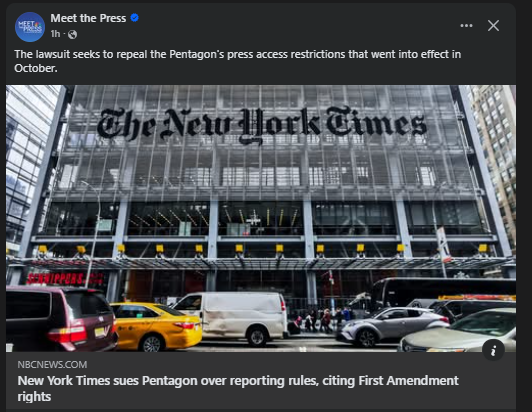 Meet the Press
1h
The lawsuit seeks to repeal the Pentagon's press access restrictions that went into effect in
October.
The New York Times
NBCNEWS.COM
New York Times sues Pentagon over reporting rules, citing First Amendment
rights